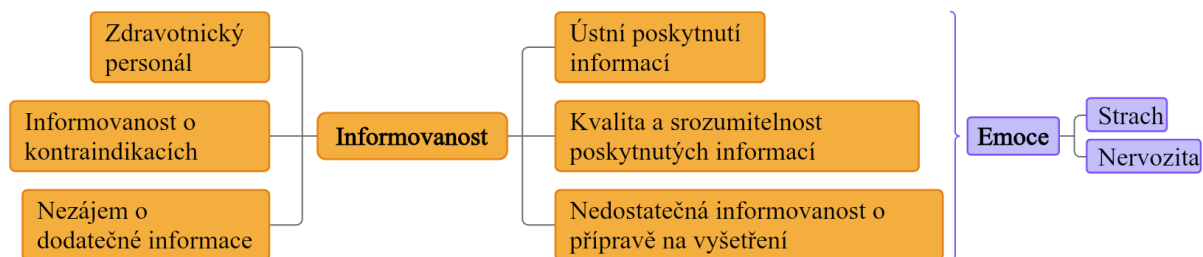 Zdravotnický
personál
Informovanost o
kontraindikacích
Nezájem o
dodatečné informace
Informovanost
Ústní poskytnutí
informací
Kvalita a srozumitelnost
poskytnutých informací
Nedostatečná informovanost o
přípravě na vyšetření
Emoce
Strach
Nervozita